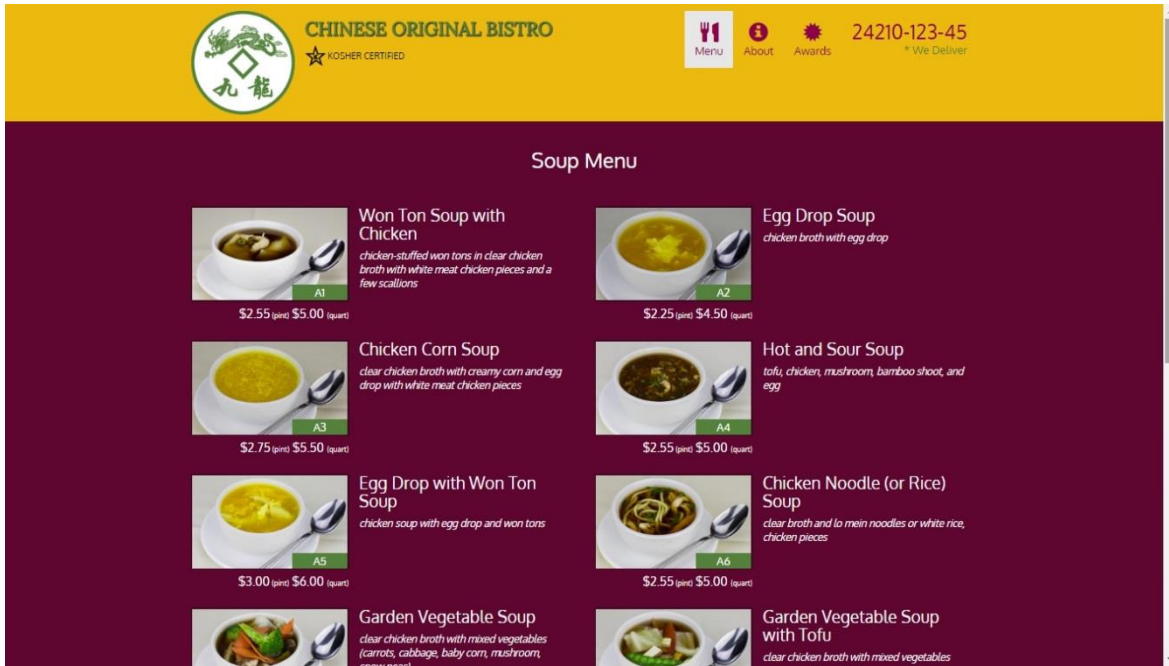 九龍
CHINESE ORIGINAL BISTRO
KOSHER CERTIFIED
Menu
About
Awards
24210-123-45
* We Deliver
Soup Menu
Won Ton Soup with
Chicken
chicken-stuffed won tons in clear chicken
broth with white meat chicken pieces and a
few scallions
A1
$2.55 (pint) $5.00 (quart)
Egg Drop Soup
chicken broth with egg drop
A2
$2.25 (pint) $4.50 (quart)
Chicken Corn Soup
clear chicken broth with creamy corn and egg
drop with white meat chicken pieces
A3
$2.75 (pint) $5.50 (quart)
Hot and Sour Soup
tofu, chicken, mushroom, bamboo shoot, and
egg
A4
$2.55 (pint) $5.00 (quart)
Egg Drop with Won Ton
Soup
chicken soup with egg drop and won tons
A5
$3.00 (pint) $6.00 (quart)
Chicken Noodle (or Rice)
Soup
clear broth and lo mein noodles or white rice,
chicken pieces
A6
$2.55 (pint) $5.00 (quart)
Garden Vegetable Soup
clear chicken broth with mixed vegetables
(carrots, cabbage, baby corn, mushroom,
Garden Vegetable Soup
with Tofu
clear chicken broth with mixed vegetables